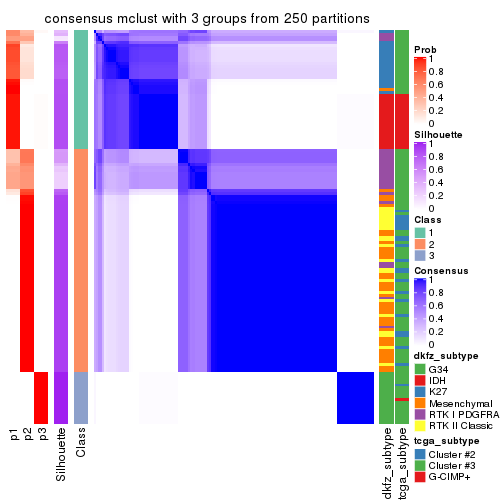 consensus mclust with 3 groups from 250 partitions
Prob
1
0.8
0.6
0.4
0.2
0
Silhouette
1
0.8
0.6
0.4
0.2
0
Class
1
2
3
Consensus
1
0.8
0.6
0.4
0.2
0
dkfz_subtype
G34
IDH
K27
Mesenchymal
RTK I PDGFRA
RTK II Classic
tcga_subtype
Cluster #2
Cluster #3
G-CIMP+
p1
p2
p3
Silhouette
Class
dkfz_subtype
tcga_subtype